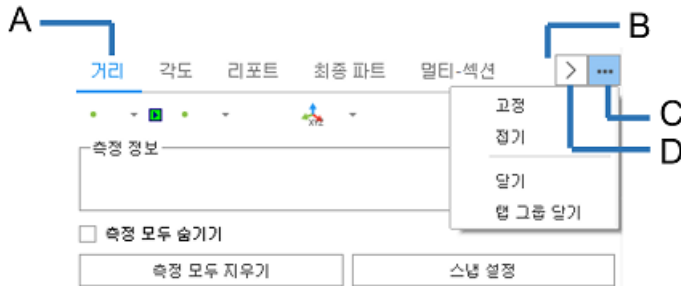 A
B
거리 각도 리포트 최종 파트 멀티-섹션 > ...
C
고정
D
접기
XYZ
측정 정보
닫기
탭 그룹 닫기
측정 모두 숨기기
측정 모두 지우기 스냅 설정